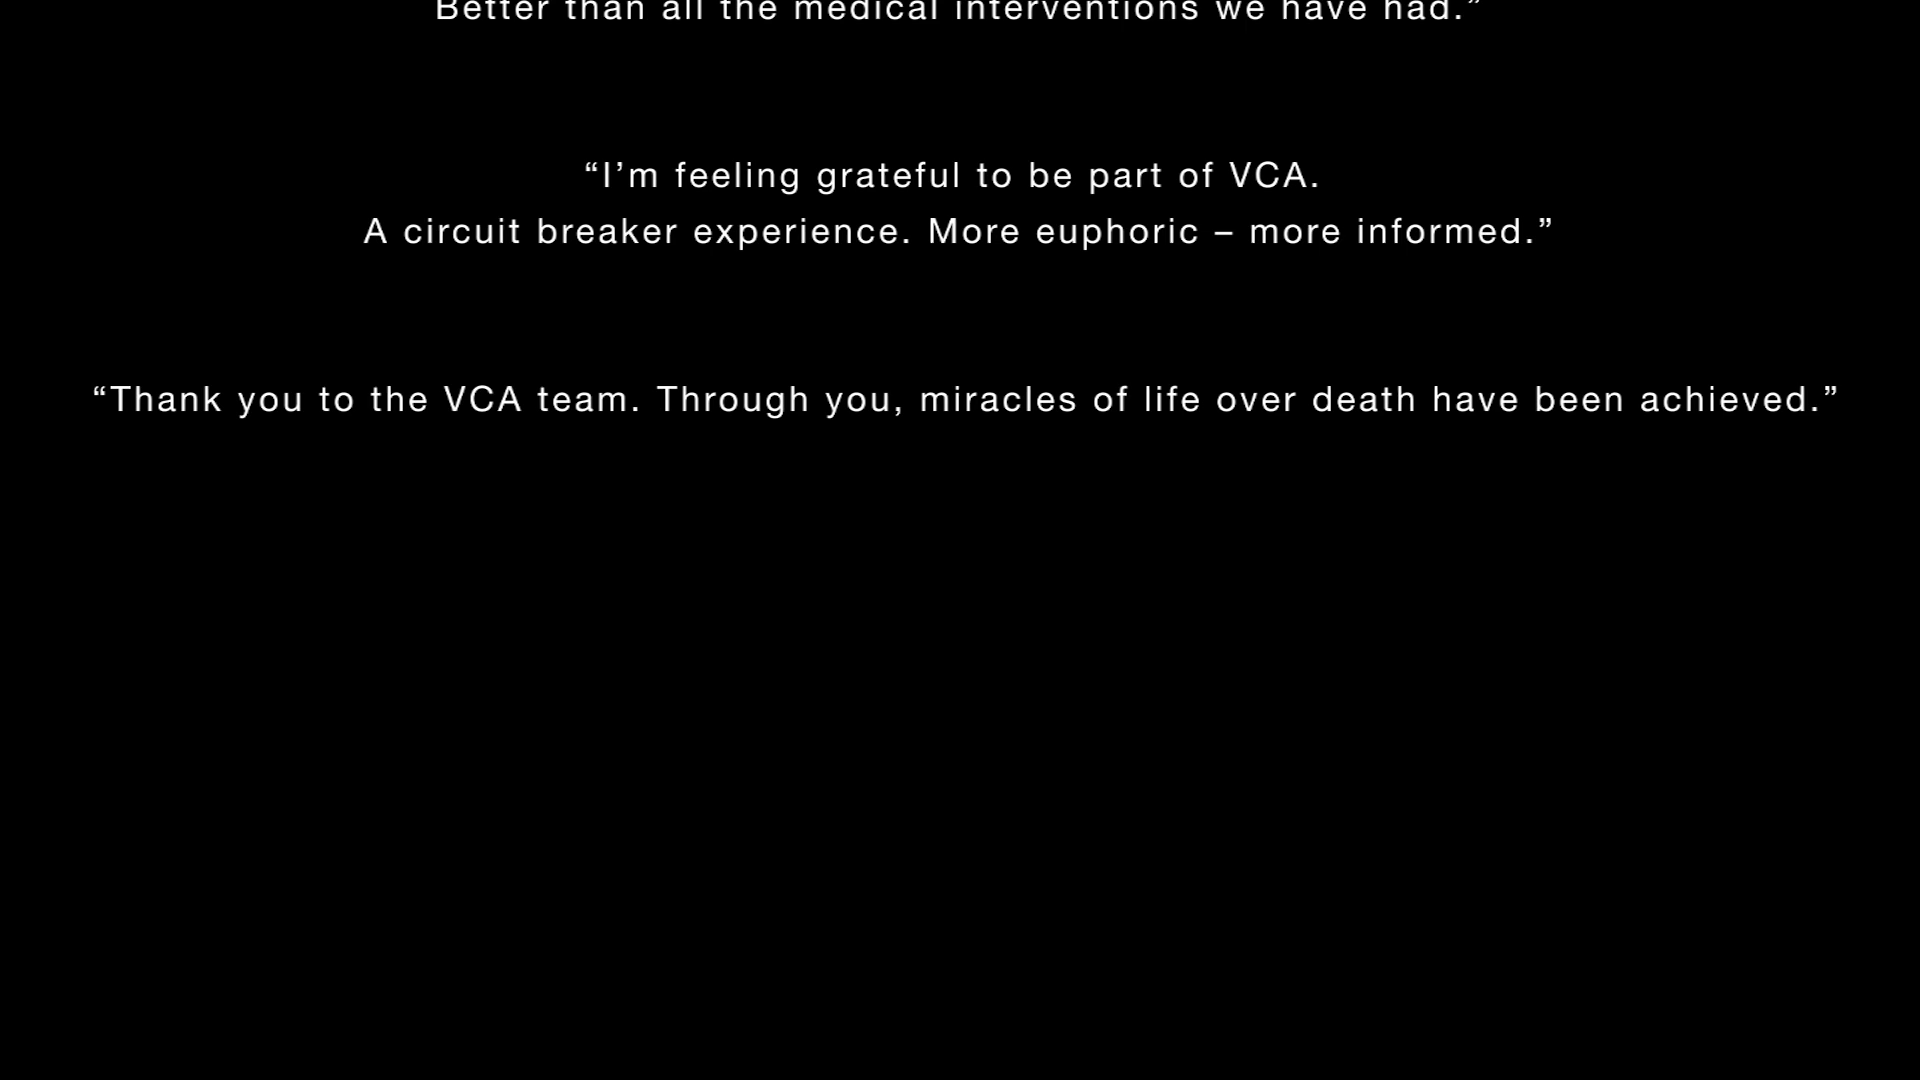 Better than all the medical interventions we have had.”
“I’m feeling grateful to be part of VCA.
A circuit breaker experience. More euphoric – more informed.”
“Thank you to the VCA team. Through you, miracles of life over death have been achieved.”